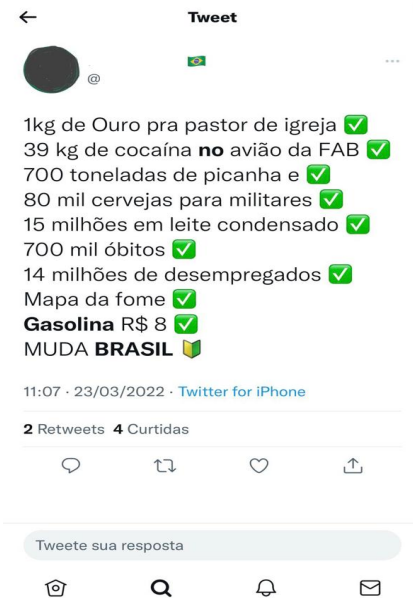 Tweet
@
1kg de Ouro pra pastor de igreja ✅
39 kg de cocaína no avião da FAB ✅
700 toneladas de picanha e ✅
80 mil cervejas para militares ✅
15 milhões em leite condensado ✅
700 mil óbitos ✅
14 milhões de desempregados ✅
Mapa da fome ✅
Gasolina R$ 8 ✅
MUDA BRASIL 🔰
11:07 · 23/03/2022 · Twitter for iPhone
2 Retweets 4 Curtidas
Tweete sua resposta